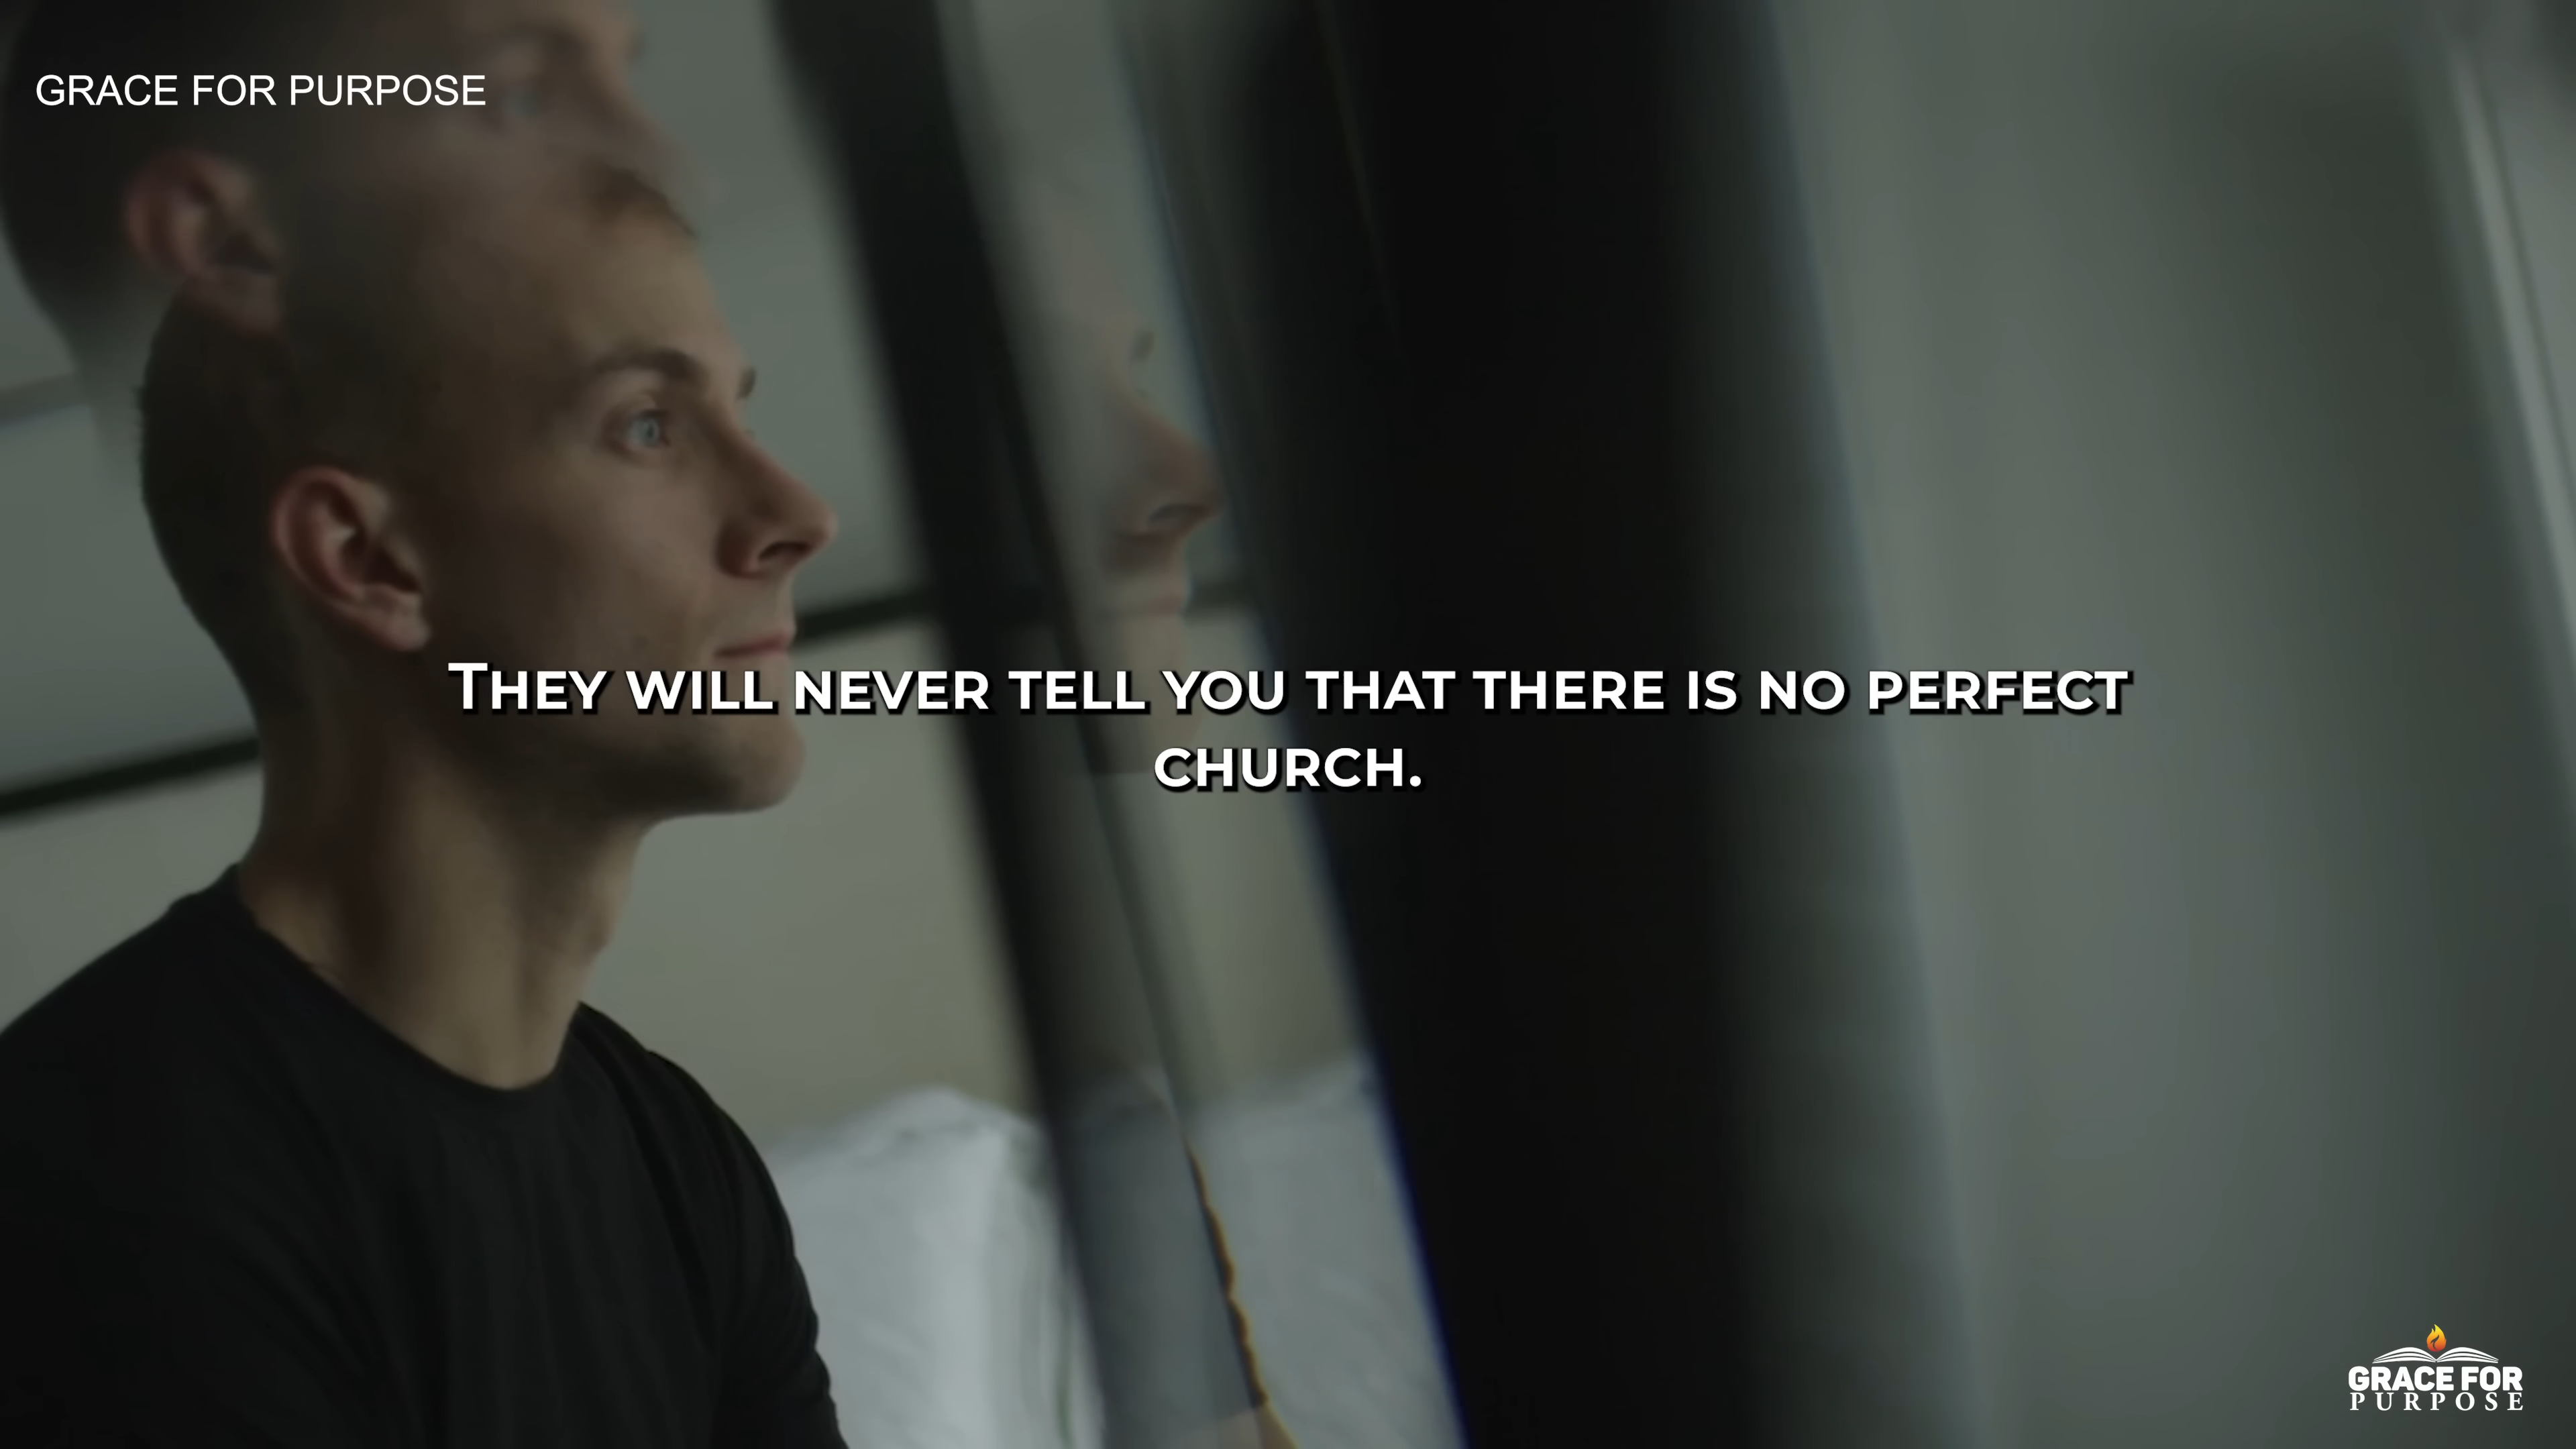 GRACE FOR PURPOSE
THEY WILL NEVER TELL YOU THAT THERE IS NO PERFECT
CHURCH.
GRACE FOR
PURPOSE